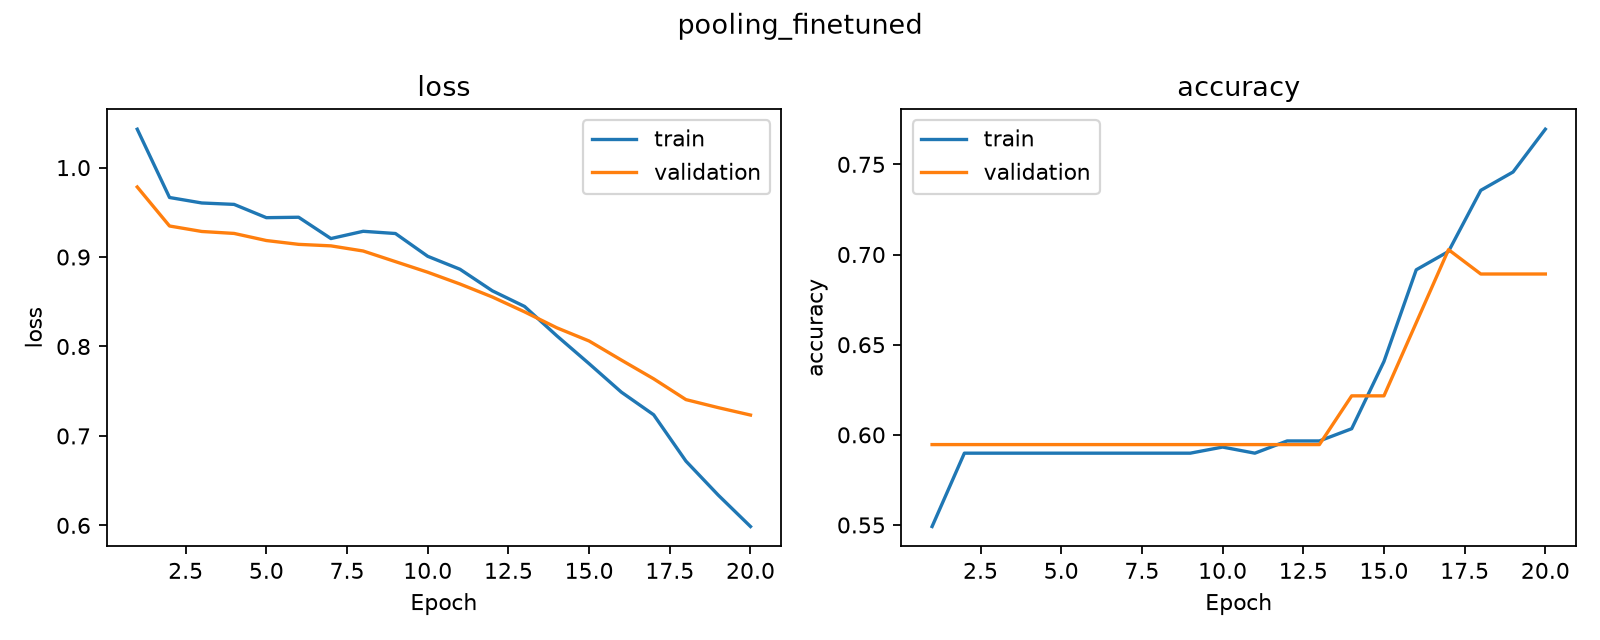 pooling_finetuned
loss
train
validation
1.0
0.9
0.8
0.7
0.6
loss
2.5 5.0 7.5 10.0 12.5 15.0 17.5 20.0
Epoch
accuracy
train
validation
0.75
0.70
0.65
0.60
0.55
accuracy
2.5 5.0 7.5 10.0 12.5 15.0 17.5 20.0
Epoch